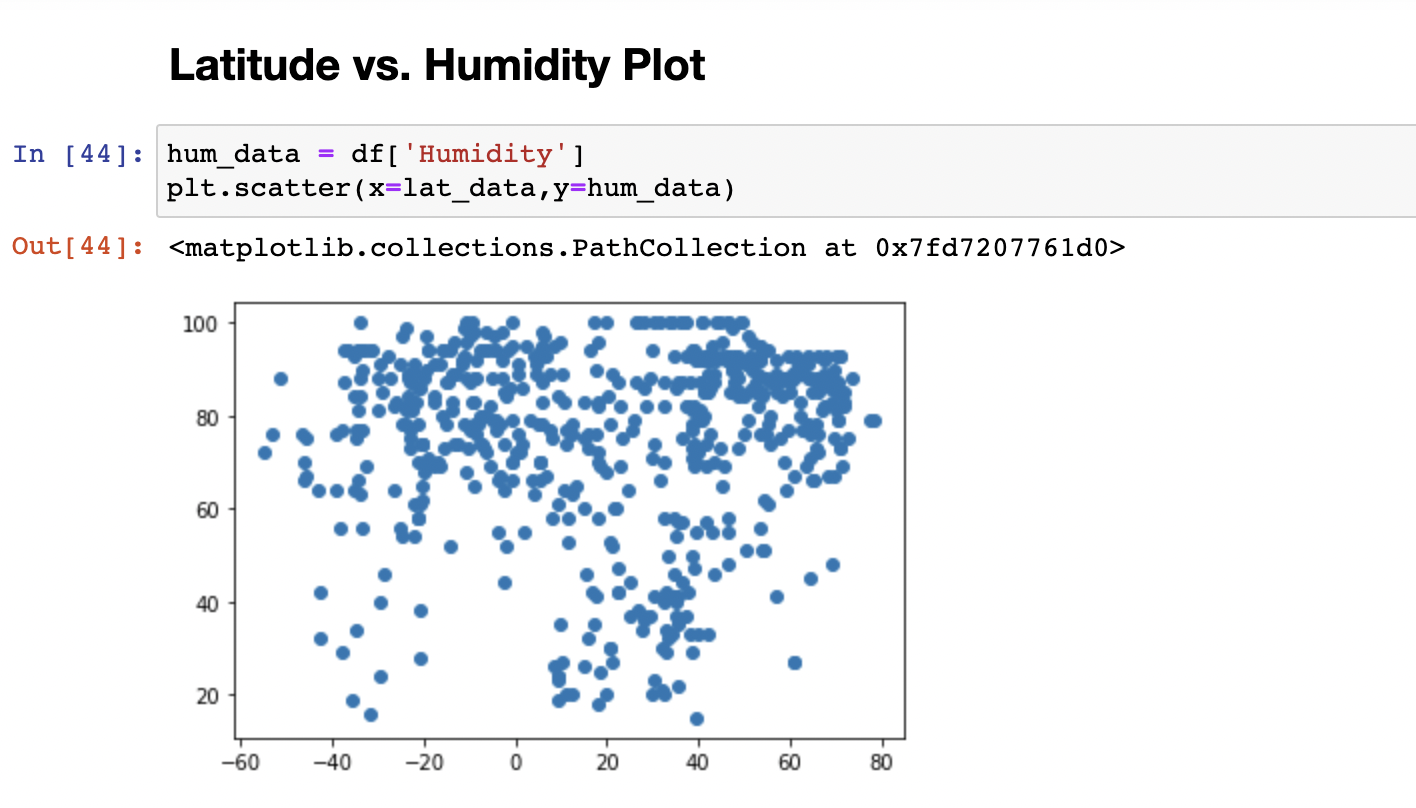 Latitude vs. Humidity Plot
In [44]: hum_data = df['Humidity']
plt.scatter(x=lat_data,y=hum_data)
Out[44]: <matplotlib.collections.PathCollection at 0x7fd7207761d0>
100
80
60
40
20
−60 −40 −20 0 20 40 60 80